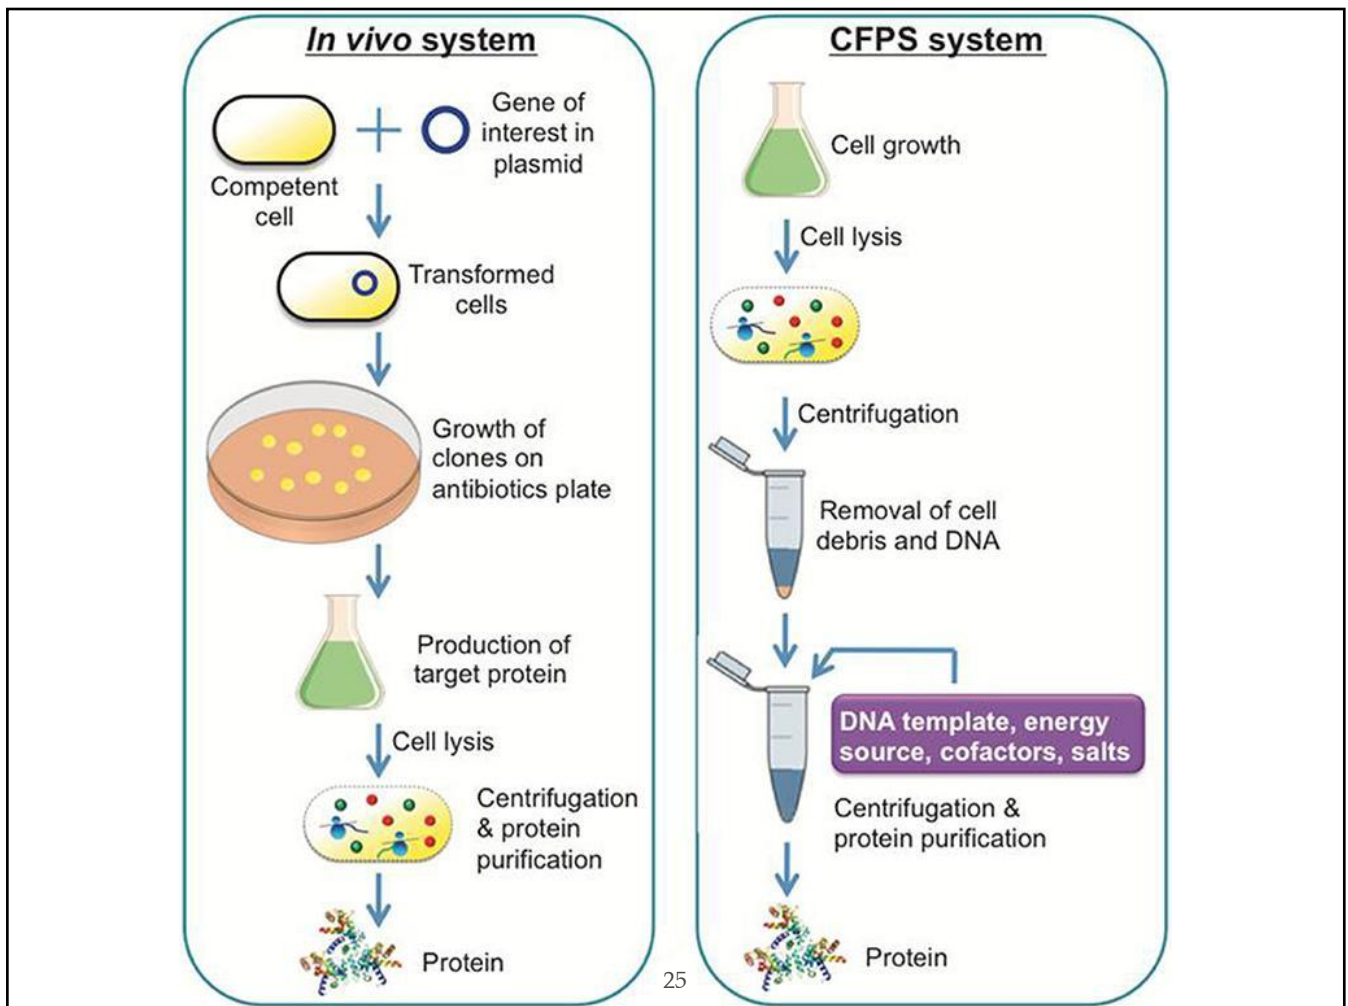 In vivo system
Gene of
interest in
plasmid
Competent
cell
Transformed
cells
Growth of
clones on
antibiotics plate
Production of
target protein
Cell lysis
Centrifugation
& protein
purification
Protein
CFPS system
Cell growth
Cell lysis
Centrifugation
Removal of cell
debris and DNA
DNA template, energy
source, cofactors, salts
Centrifugation &
protein purification
Protein
25